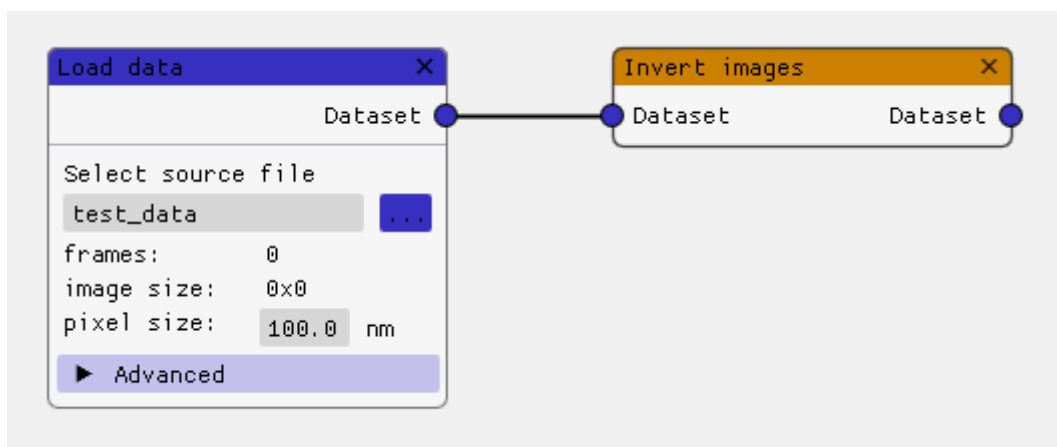 Load data ×
Dataset
Select source file
test_data ...
frames: 0
image size: 0x0
pixel size: 100.0 nm
▶ Advanced
Invert images ×
Dataset Dataset